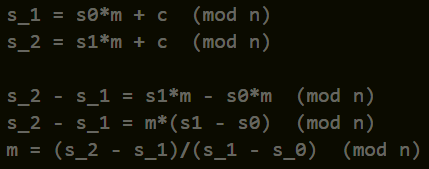 s_1 = s0*m + c (mod n)
s_2 = s1*m + c (mod n)
s_2 - s_1 = s1*m - s0*m (mod n)
s_2 - s_1 = m*(s1 - s0) (mod n)
m = (s_2 - s_1)/(s_1 - s_0) (mod n)